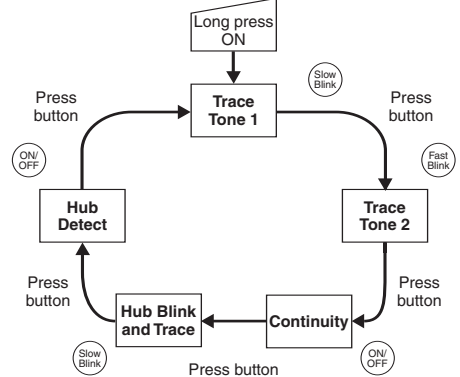 Long press
ON
Slow
Blink
Press
button
Trace
Tone 1
Press
button
ON/
OFF
Fast
Blink
Hub
Detect
Trace
Tone 2
Press
button
Press
button
Hub Blink
and Trace
Continuity
Slow
Blink
ON/
OFF
Press button